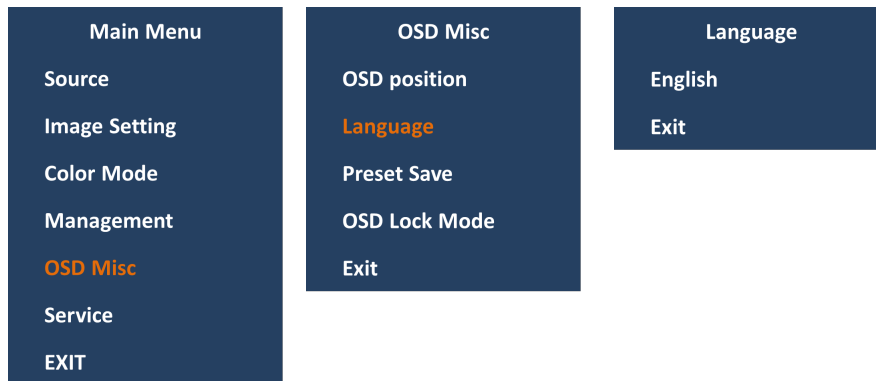 Main Menu
Source
Image Setting
Color Mode
Management
OSD Misc
Service
EXIT
OSD Misc
OSD position
Language
Preset Save
OSD Lock Mode
Exit
Language
English
Exit